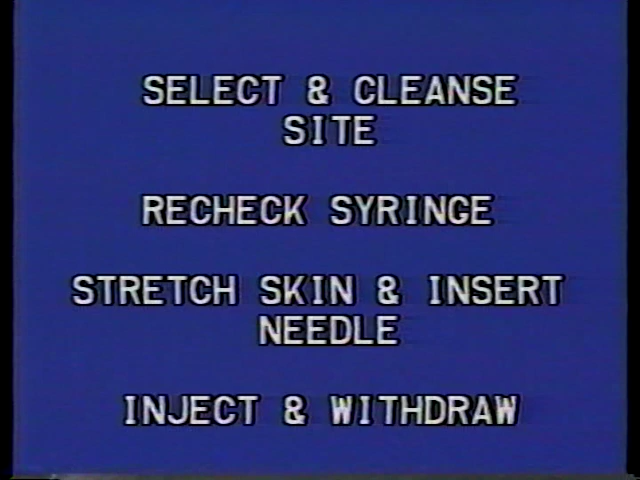 SELECT & CLEANSE
SITE
RECHECK SYRINGE
STRETCH SKIN & INSERT
NEEDLE
INJECT & WITHDRAW